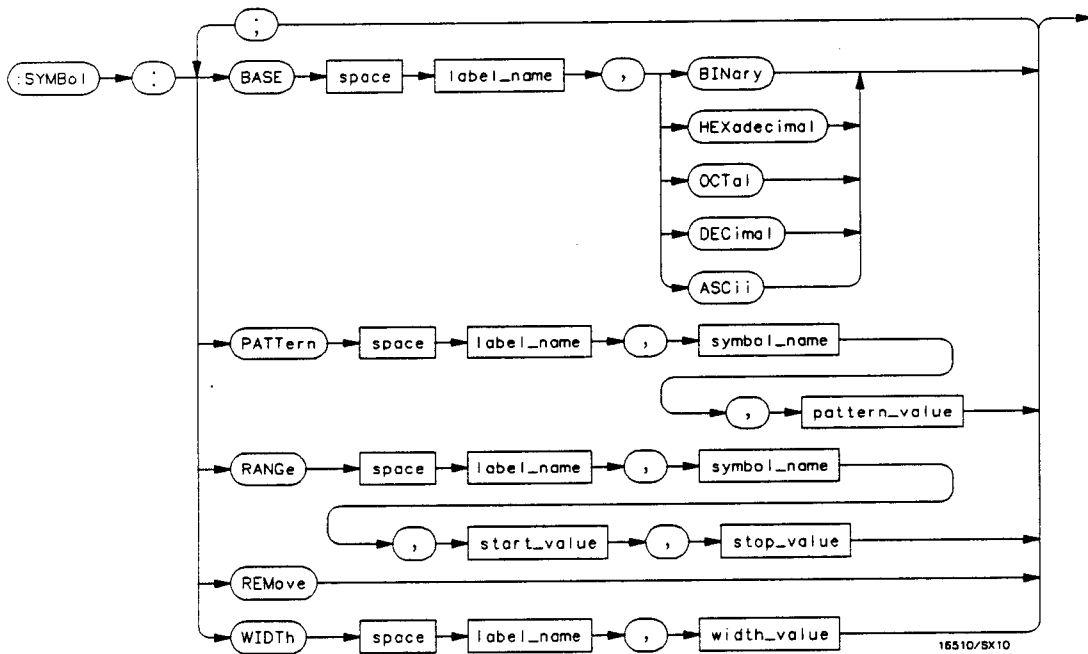 ;
:SYMBol : BASE space label_name , BINary
HEXadecimal
OCTal
DECimal
ASCii
PATTern space label_name , symbol_name
, pattern_value
RANGe space label_name , symbol_name
, start_value , stop_value
REMove
WIDTh space label_name , width_value
16510/SX10